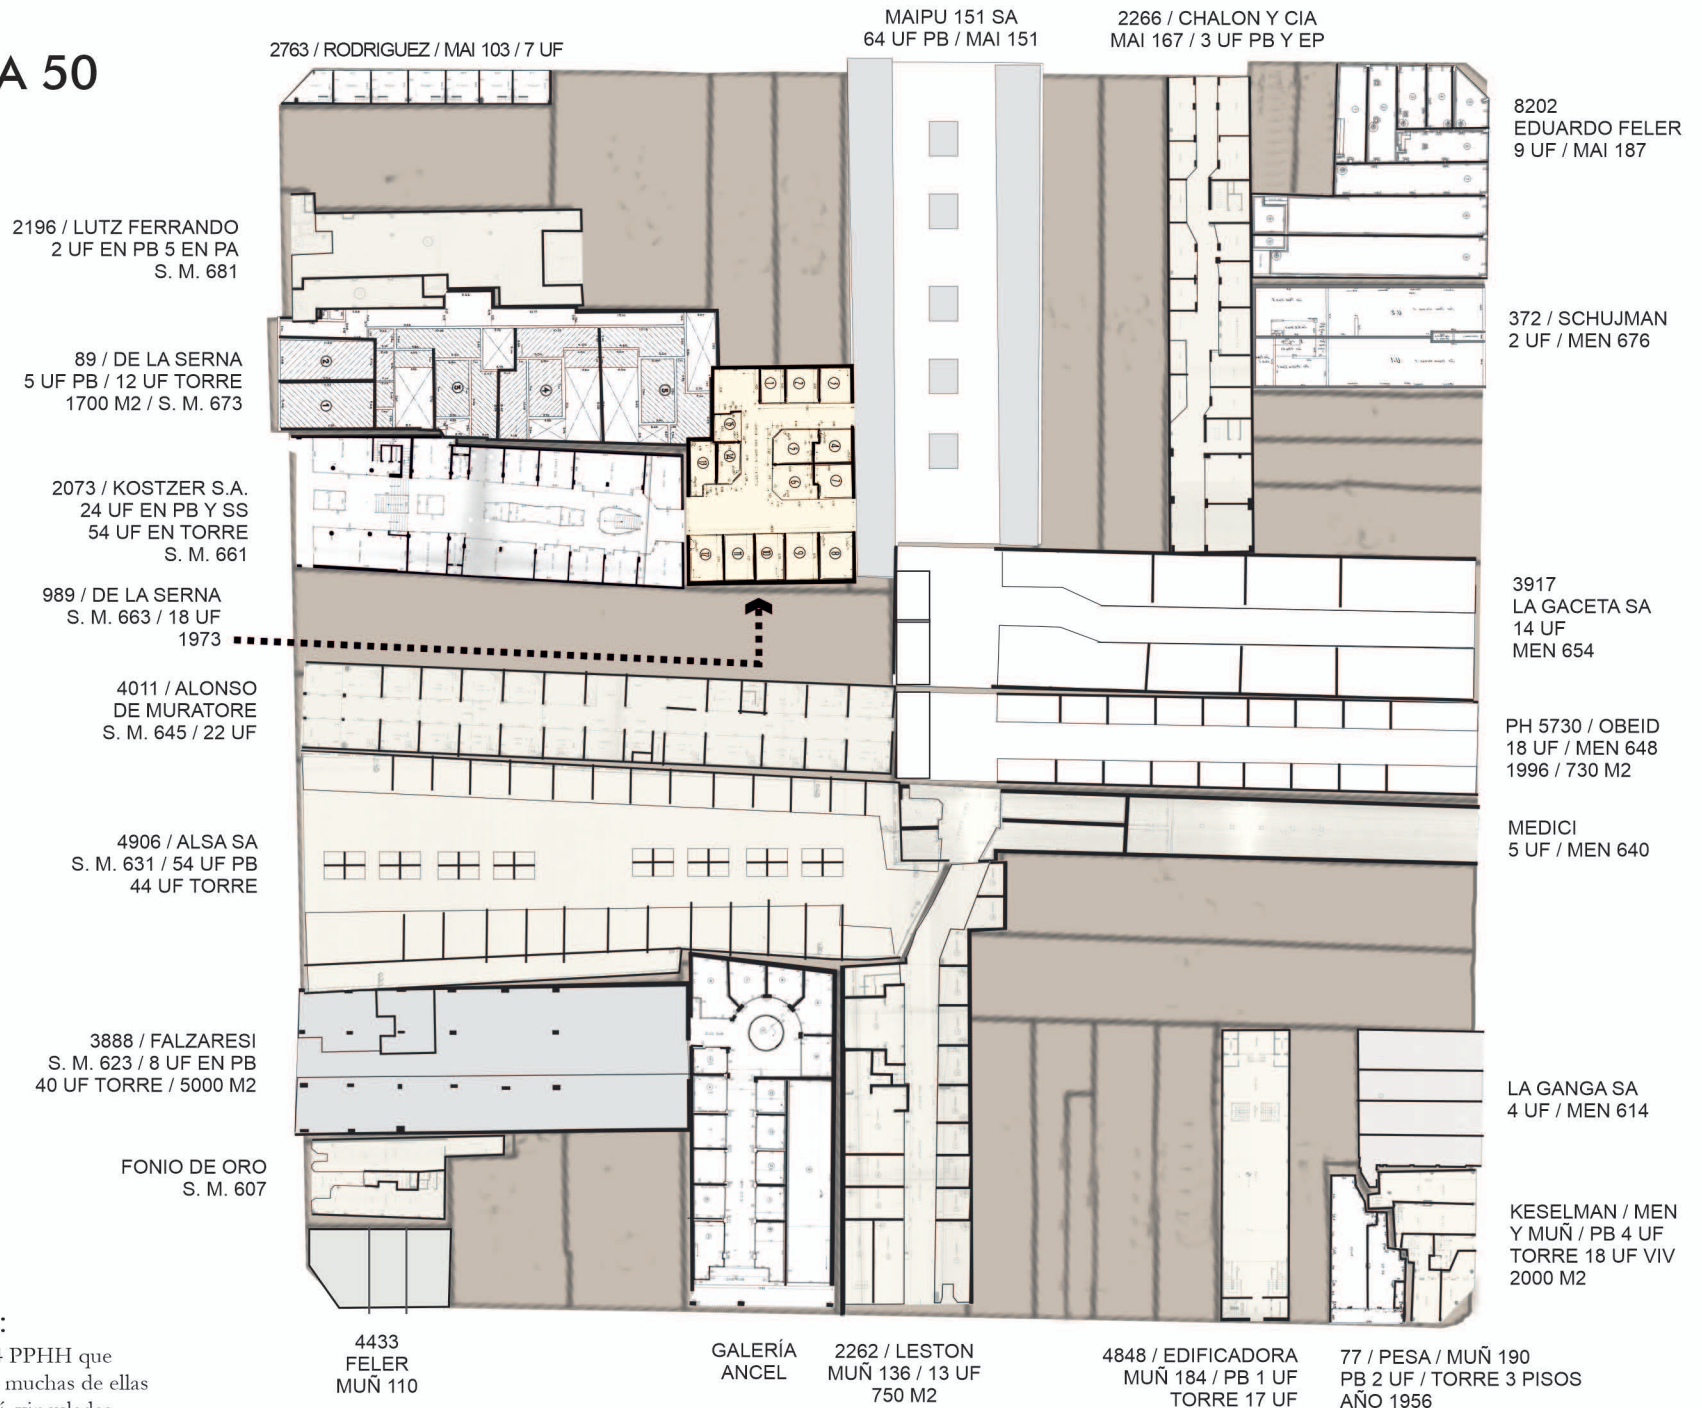 A 50
2763 / RODRIGUEZ / MAI 103 / 7 UF
MAIPU 151 SA
64 UF PB / MAI 151
2266 / CHALON Y CIA
MAI 167 / 3 UF PB Y EP
8202
EDUARDO FELER
9 UF / MAI 187
2196 / LUTZ FERRANDO
2 UF EN PB 5 EN PA
S. M. 681
372 / SCHUJMAN
2 UF / MEN 676
89 / DE LA SERNA
5 UF PB / 12 UF TORRE
1700 M2 / S. M. 673
2073 / KOSTZER S.A.
24 UF EN PB Y SS
54 UF EN TORRE
S. M. 661
989 / DE LA SERNA
S. M. 663 / 18 UF
1973
3917
LA GACETA SA
14 UF
MEN 654
4011 / ALONSO
DE MURATORE
S. M. 645 / 22 UF
PH 5730 / OBEID
18 UF / MEN 648
1996 / 730 M2
4906 / ALSA SA
S. M. 631 / 54 UF PB
44 UF TORRE
MEDICI
5 UF / MEN 640
3888 / FALZARESI
S. M. 623 / 8 UF EN PB
40 UF TORRE / 5000 M2
LA GANGA SA
4 UF / MEN 614
FONIO DE ORO
S. M. 607
KESELMAN / MEN
Y MUÑ / PB 4 UF
TORRE 18 UF VIV
2000 M2
:
4 PPHH que
muchas de ellas
4433
FELER
MUÑ 110
GALERÍA
ANCEL
2262 / LESTON
MUÑ 136 / 13 UF
750 M2
4848 / EDIFICADORA
MUÑ 184 / PB 1 UF
TORRE 17 UF
77 / PESA / MUÑ 190
PB 2 UF / TORRE 3 PISOS
AÑO 1956